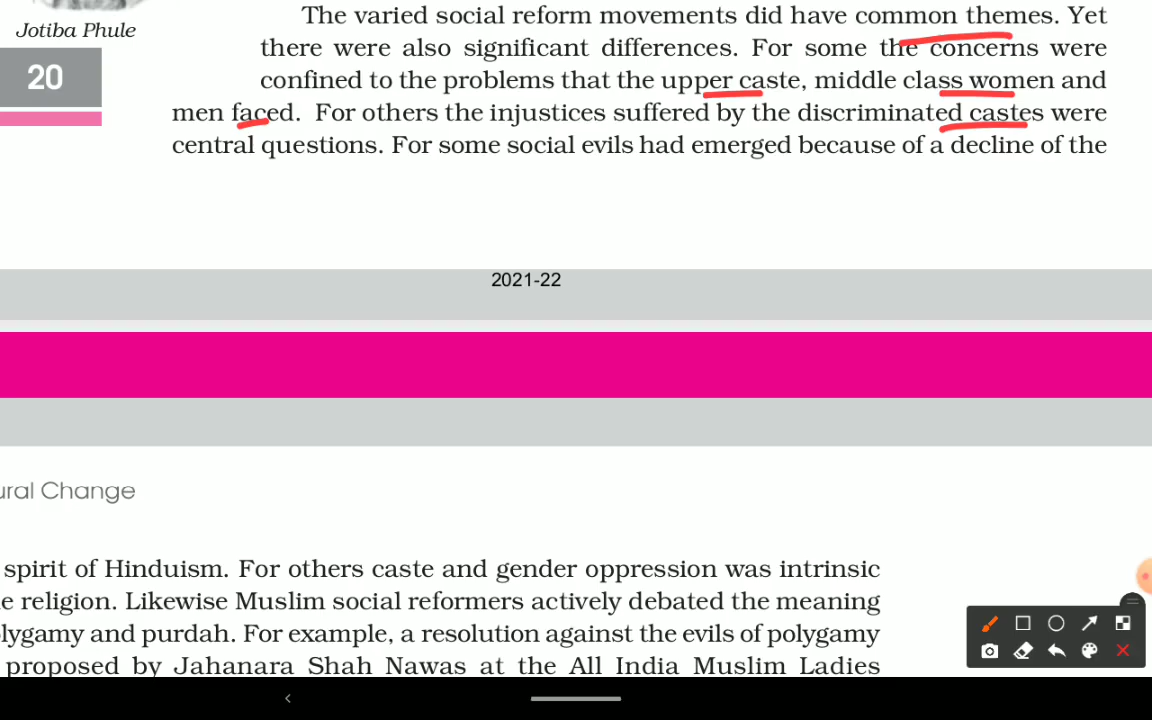 Jotiba Phule
20
The varied social reform movements did have common themes. Yet
there were also significant differences. For some the concerns were
confined to the problems that the upper caste, middle class women and
men faced. For others the injustices suffered by the discriminated castes were
central questions. For some social evils had emerged because of a decline of the
2021-22
ural Change
spirit of Hinduism. For others caste and gender oppression was intrinsic
e religion. Likewise Muslim social reformers actively debated the meaning
olygamy and purdah. For example, a resolution against the evils of polygamy
proposed by Jahanara Shah Nawas at the All India Muslim Ladies